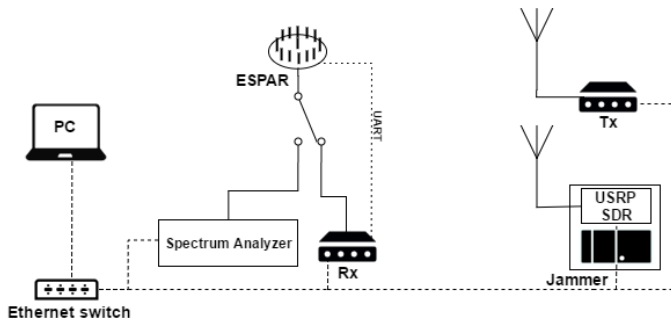 ESPAR
PC
UART
Tx
USRP
SDR
Spectrum Analyzer
Rx
Jammer
Ethernet switch